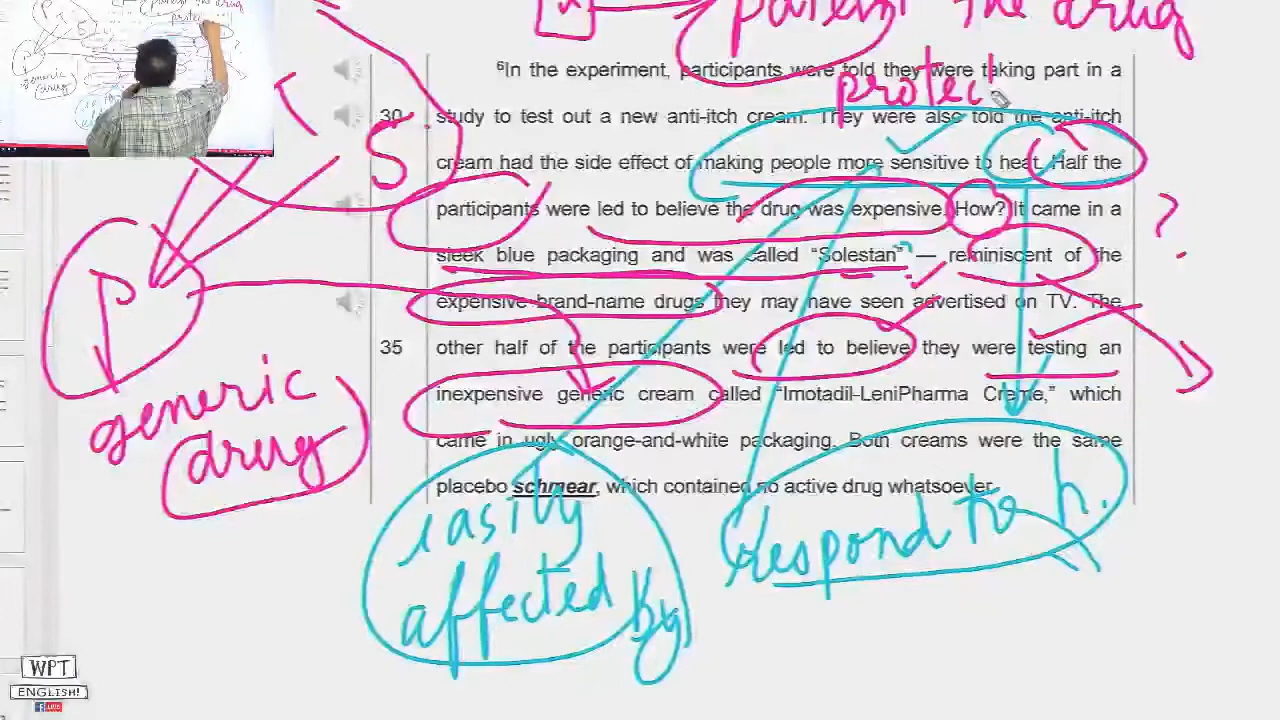 patent the drug
⁶In the experiment, participants were told they were taking part in a
protect
30 study to test out a new anti-itch cream. They were also told the anti-itch
S
cream had the side effect of making people more sensitive to heat. Half the
participants were led to believe the drug was expensive. How? It came in a
?
sleek blue packaging and was called “Solestan” — reminiscent of the
P
expensive brand-name drugs they may have seen advertised on TV. The
35 other half of the participants were led to believe they were testing an
inexpensive generic cream called “Imotadil-LeniPharma Creme,” which
generic
drug
came in ugly orange-and-white packaging. Both creams were the same
placebo schmear, which contained no active drug whatsoever.
easily
affected by
respond to h.
WPT
ENGLISH!